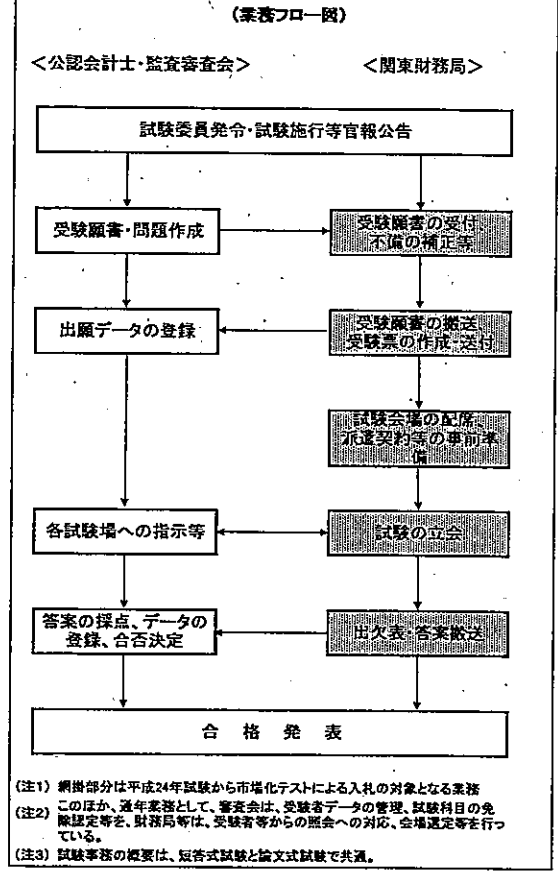 (業務フロー図)
<公認会計士・監査審査会>
<関東財務局>
試験委員発令・試験施行等官報公告
受験願書・問題作成
受験願書の受付、
不備の補正等
出願データの登録
受験願書の搬送、
受験票の作成・送付
試験会場の配席、
派遣契約等の事前準
備
各試験場への指示等
試験の立会
答案の採点、データの
登録、合否決定
出欠表・答案搬送
合 格 発 表
(注1) 網掛部分は平成24年試験から市場化テストによる入札の対象となる業務
(注2) このほか、通年業務として、審査会は、受験者データの管理、試験科目の免
除認定等を、財務局等は、受験者等からの照会への対応、会場選定等を行っ
ている。
(注3) 試験事務の概要は、短答式試験と論文式試験で共通。